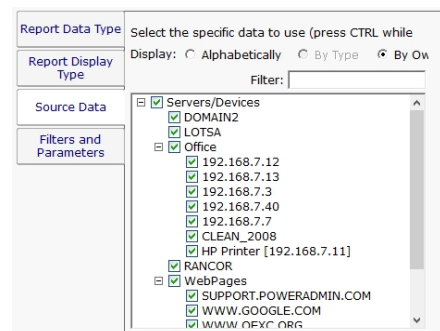 Report Data Type
Report Display
Type
Source Data
Filters and
Parameters
Select the specific data to use (press CTRL while
Display: Alphabetically By Type By Ow
Filter:
Servers/Devices
DOMAIN2
LOTSA
Office
192.168.7.12
192.168.7.13
192.168.7.3
192.168.7.40
192.168.7.7
CLEAN_2008
HP Printer [192.168.7.11]
RANCOR
WebPages
SUPPORT.POWERADMIN.COM
WWW.GOOGLE.COM
WWW.OEXC.ORG